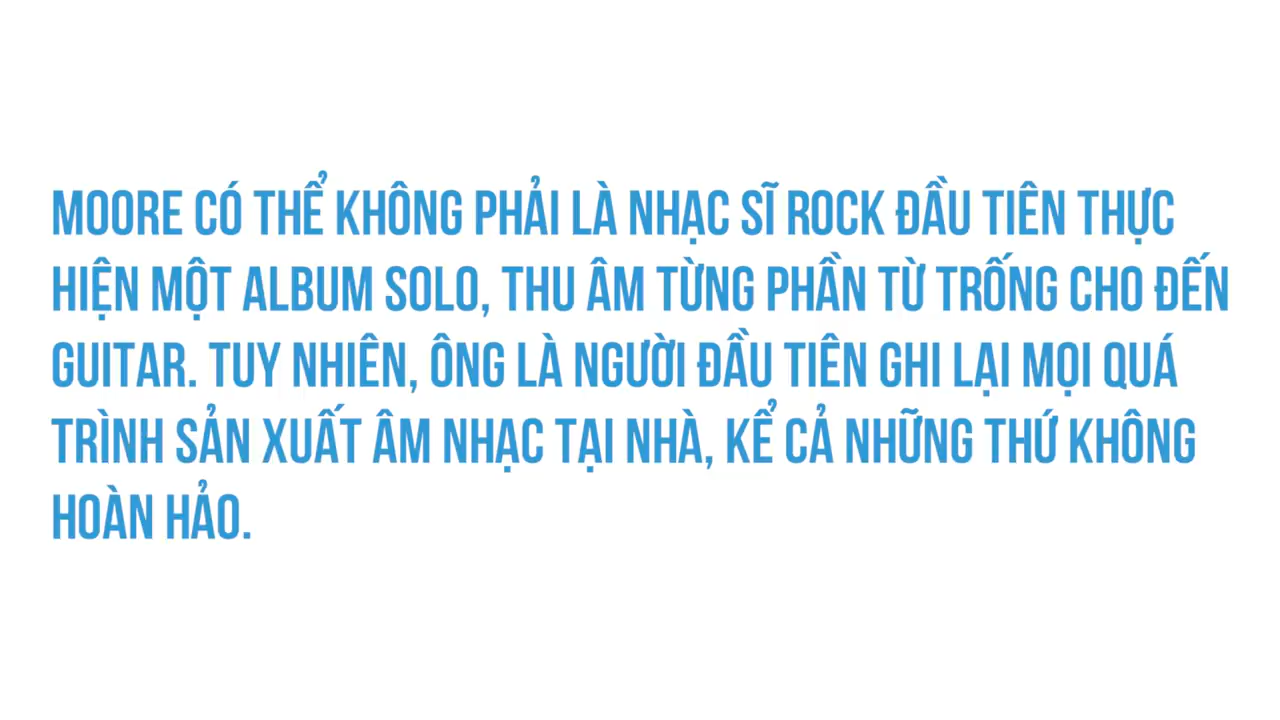 MOORE CÓ THỂ KHÔNG PHẢI LÀ NHẠC SĨ ROCK ĐẦU TIÊN THỰC
HIỆN MỘT ALBUM SOLO, THU ÂM TỪNG PHẦN TỪ TRỐNG CHO ĐẾN
GUITAR. TUY NHIÊN, ÔNG LÀ NGƯỜI ĐẦU TIÊN GHI LẠI MỌI QUÁ
TRÌNH SẢN XUẤT ÂM NHẠC TẠI NHÀ, KỂ CẢ NHỮNG THỨ KHÔNG
HOÀN HẢO.